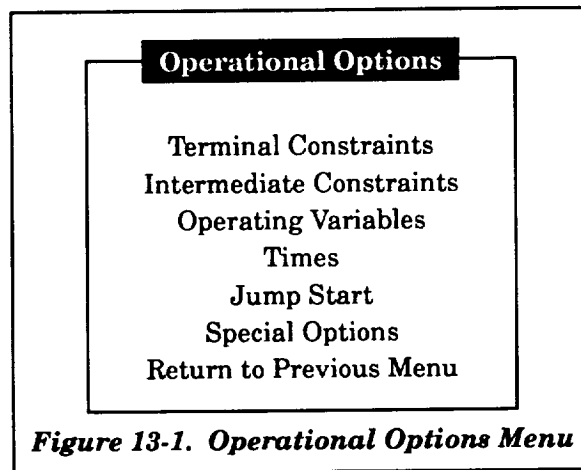 Operational Options
Terminal Constraints
Intermediate Constraints
Operating Variables
Times
Jump Start
Special Options
Return to Previous Menu
Figure 13-1. Operational Options Menu